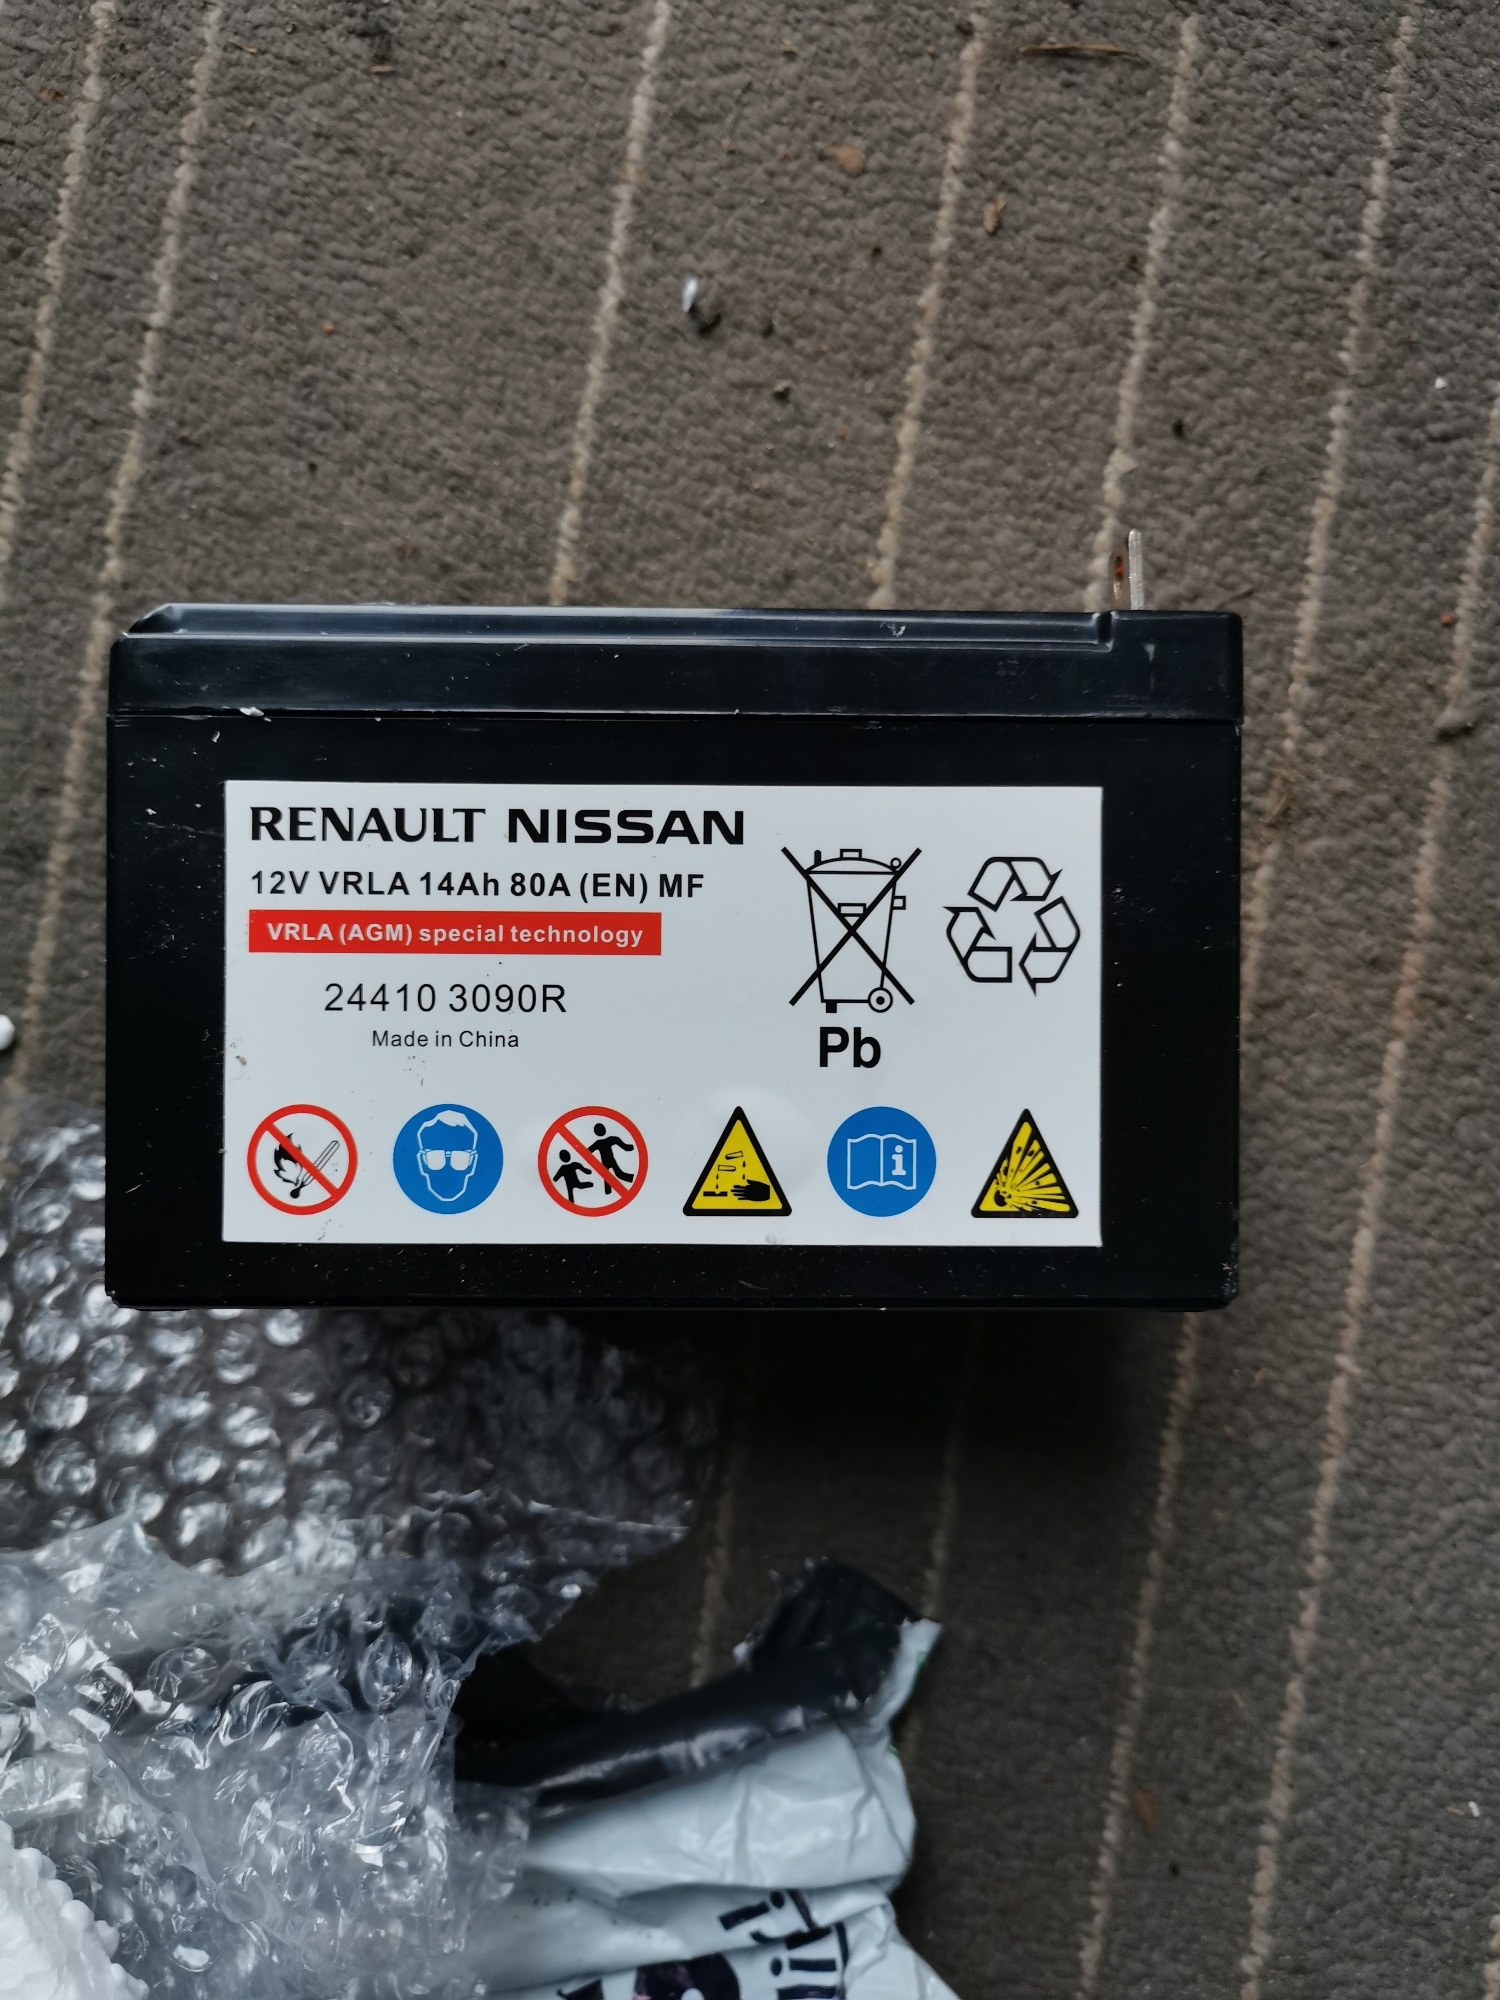 RENAULT NISSAN
12V VRLA 14Ah 80A (EN) MF
VRLA (AGM) special technology
24410 3090R
Made in China
Pb